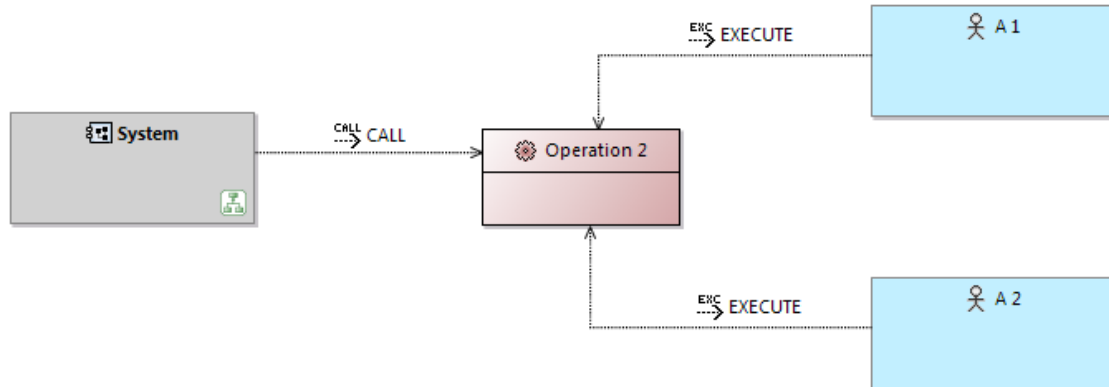 EXC EXECUTE
A 1
System
CALL CALL
Operation 2
EXC EXECUTE
A 2